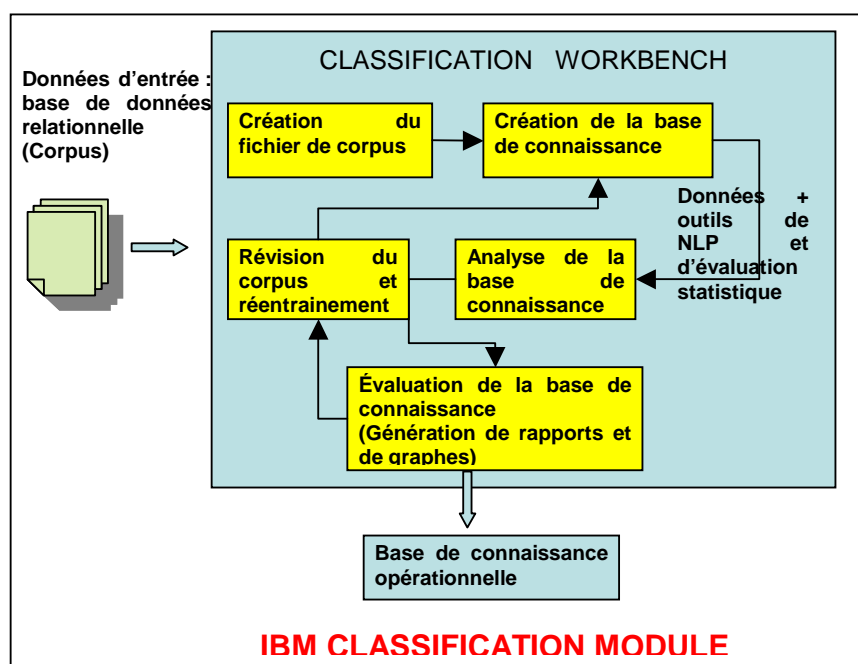 CLASSIFICATION WORKBENCH
Données d'entrée :
base de données
relationnelle
(Corpus)
Création du
fichier de corpus
Création de la base
de connaissance
Données +
outils de
NLP et
d'évaluation
statistique
Révision du
corpus et
réentrainement
Analyse de la
base de
connaissance
Évaluation de la base de
connaissance
(Génération de rapports et
de graphes)
Base de connaissance
opérationnelle
IBM CLASSIFICATION MODULE